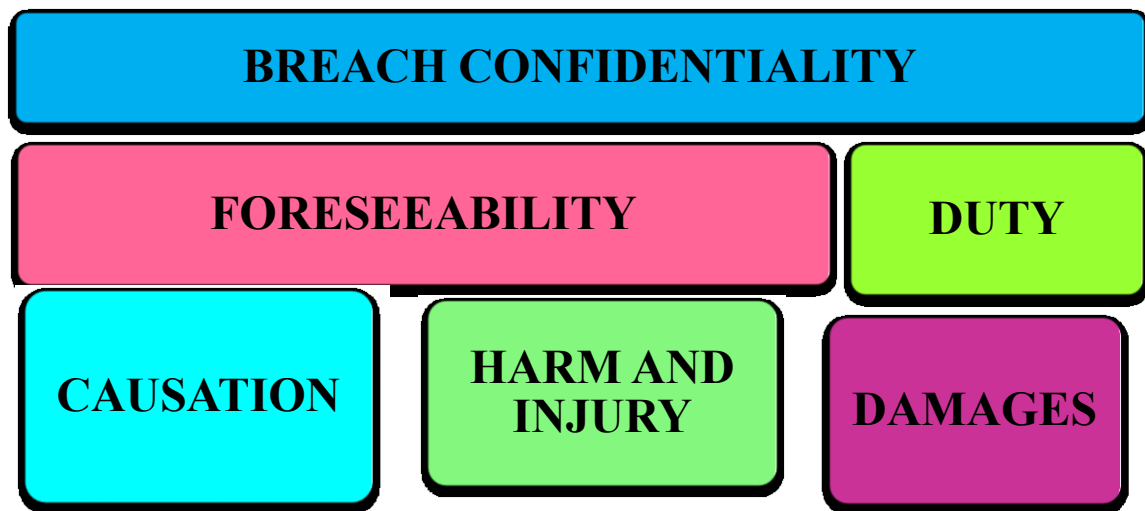 BREACH CONFIDENTIALITY
FORESEEABILITY
DUTY
CAUSATION
HARM AND
INJURY
DAMAGES